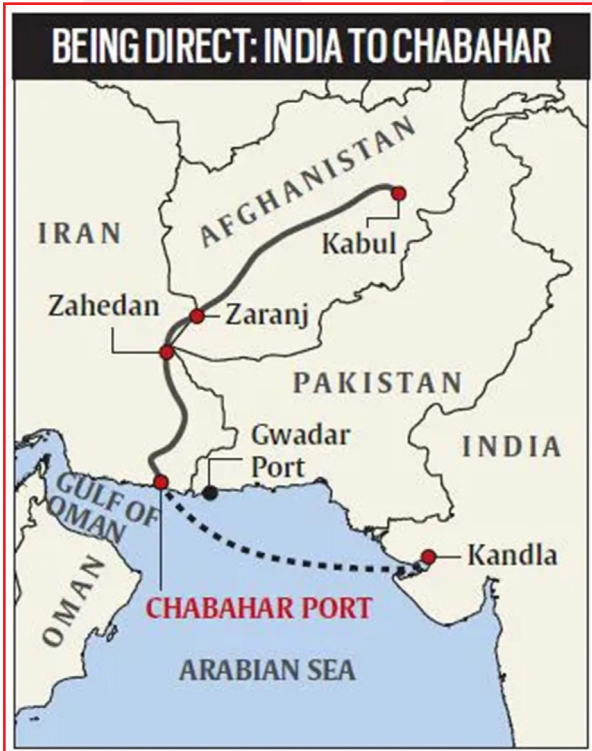 BEING DIRECT: INDIA TO CHABAHAR
AFGHANISTAN
IRAN
Kabul
Zahedan
Zaranj
PAKISTAN
Gwadar
Port
INDIA
GULF OF
OMAN
Kandla
OMAN
CHABAHAR PORT
ARABIAN SEA